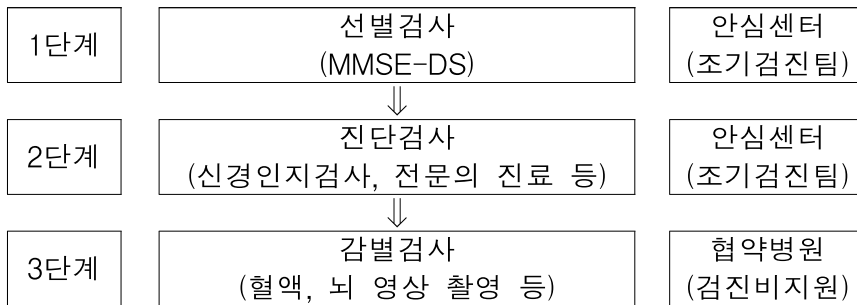 1단계
선별검사
(MMSE-DS)
안심센터
(조기검진팀)
⇓
2단계
진단검사
(신경인지검사, 전문의 진료 등)
안심센터
(조기검진팀)
⇓
3단계
감별검사
(혈액, 뇌 영상 촬영 등)
협약병원
(검진비지원)